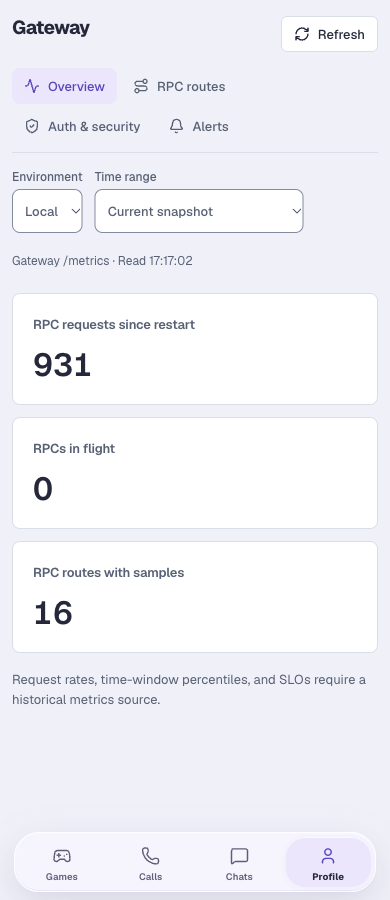 Gateway
Refresh
Overview
RPC routes
Auth & security
Alerts
Environment
Time range
Local
Current snapshot
Gateway /metrics · Read 17:17:02
RPC requests since restart
931
RPCs in flight
0
RPC routes with samples
16
Request rates, time-window percentiles, and SLOs require a
historical metrics source.
Games
Calls
Chats
Profile